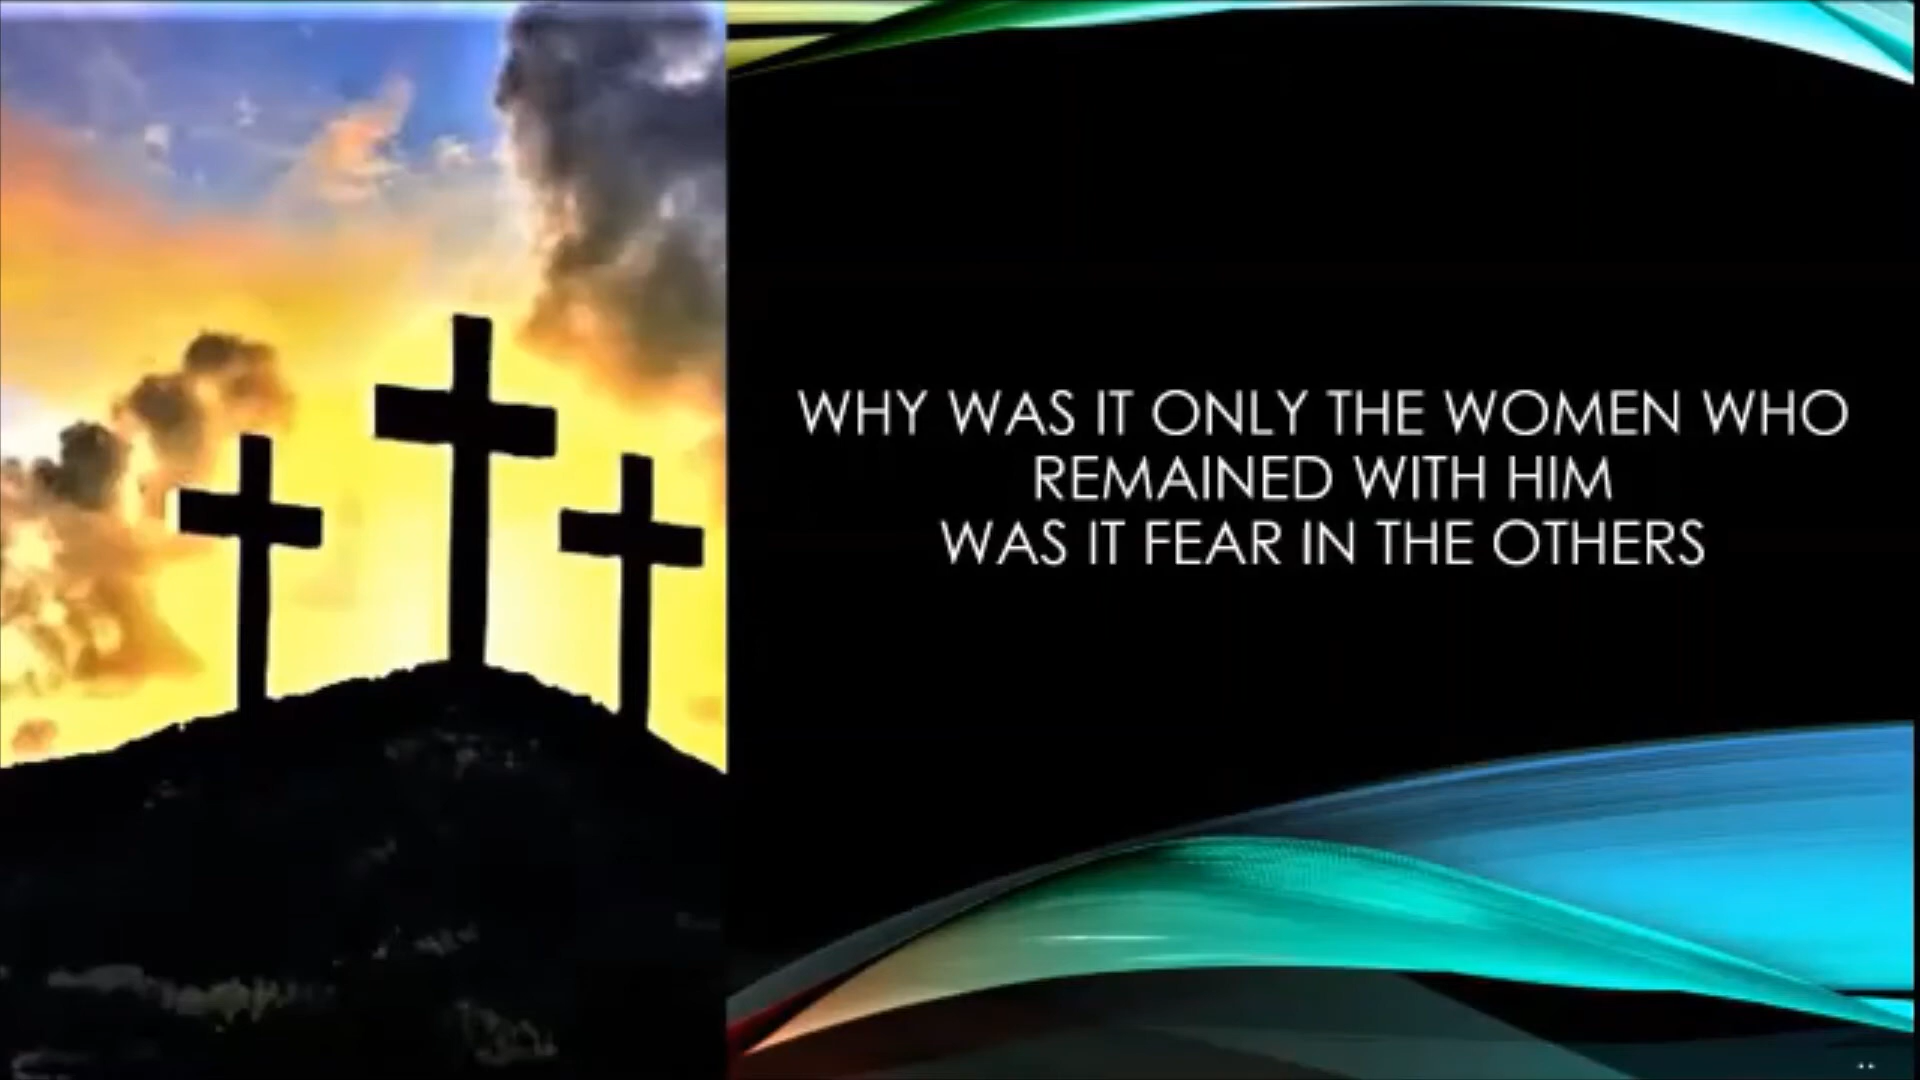 WHY WAS IT ONLY THE WOMEN WHO
REMAINED WITH HIM
WAS IT FEAR IN THE OTHERS